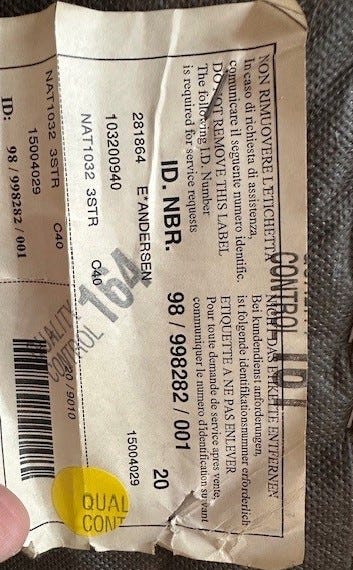 NON RIMUOVERE L'ETICHETTA
In caso di richiesta di assistenza,
comunicare il seguente numero identific.
DO NOT REMOVE THIS LABEL
The following I.D. Number
is required for service requests
NICHT DAS ETIKETTE ENTFERNEN
Bei kundendienst anforderungen,
ist folgende identifikationsnummer erforderlich
ETIQUETTE A NE PAS ENLEVER
Pour toute demande de service apres vente,
communiquer le numero d'identification suivant
CONTROL 161
ID. NBR. 98 / 998282 / 001
281864 E*ANDERSEN 20
103200940 15004029
NAT1032 3STR C40
QUALITY
CONTROL 164
NAT1032 3STR C40
15004029 20 / 9010
ID: 98 / 998282 / 001
QUAL
CONT